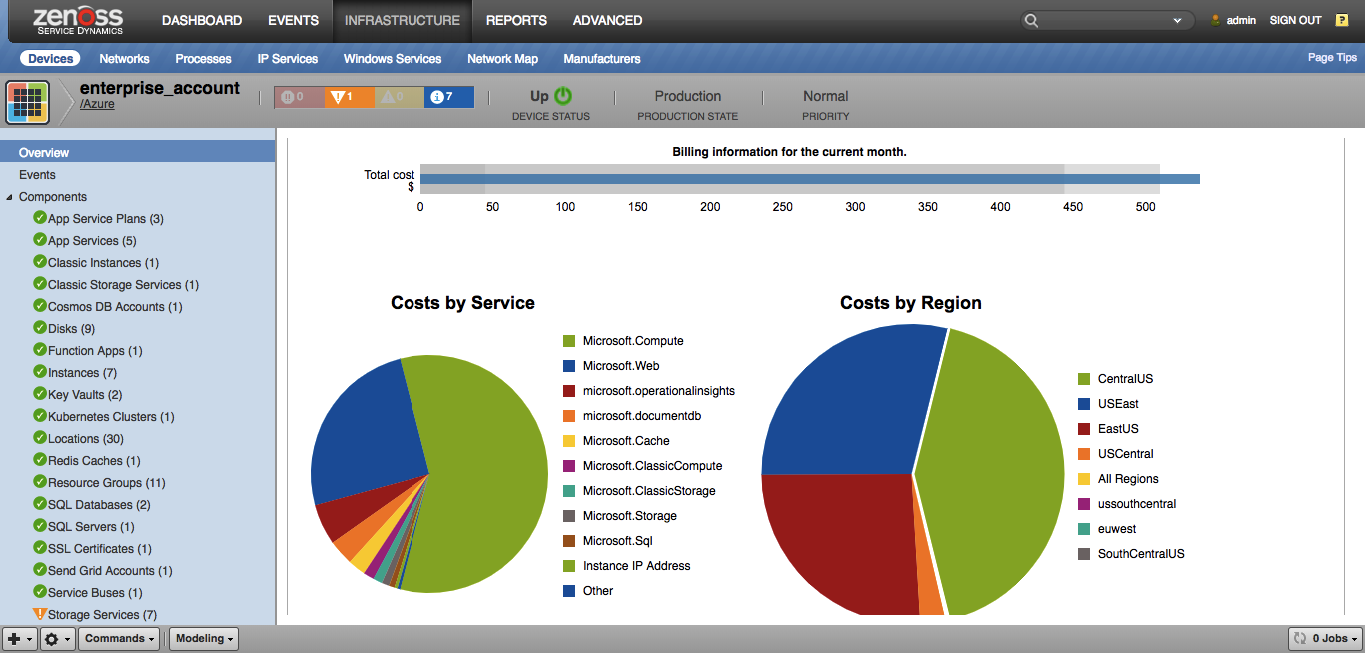 zenoss
SERVICE DYNAMICS
DASHBOARD EVENTS INFRASTRUCTURE REPORTS ADVANCED
admin SIGN OUT ?
Devices Networks Processes IP Services Windows Services Network Map Manufacturers
Page Tips
enterprise_account
/Azure
0 1 0 7
Up
DEVICE STATUS
Production
PRODUCTION STATE
Normal
PRIORITY
Overview
Events
Components
App Service Plans (3)
App Services (5)
Classic Instances (1)
Classic Storage Services (1)
Cosmos DB Accounts (1)
Disks (9)
Function Apps (1)
Instances (7)
Key Vaults (2)
Kubernetes Clusters (1)
Locations (30)
Redis Caches (1)
Resource Groups (11)
SQL Databases (2)
SQL Servers (1)
SSL Certificates (1)
Send Grid Accounts (1)
Service Buses (1)
Storage Services (7)
Billing information for the current month.
Total cost
$
0 50 100 150 200 250 300 350 400 450 500
Costs by Service
Microsoft.Compute
Microsoft.Web
microsoft.operationalinsights
microsoft.documentdb
Microsoft.Cache
Microsoft.ClassicCompute
Microsoft.ClassicStorage
Microsoft.Storage
Microsoft.Sql
Instance IP Address
Other
Costs by Region
CentralUS
USEast
EastUS
USCentral
All Regions
ussouthcentral
euwest
SouthCentralUS
Commands Modeling
0 Jobs